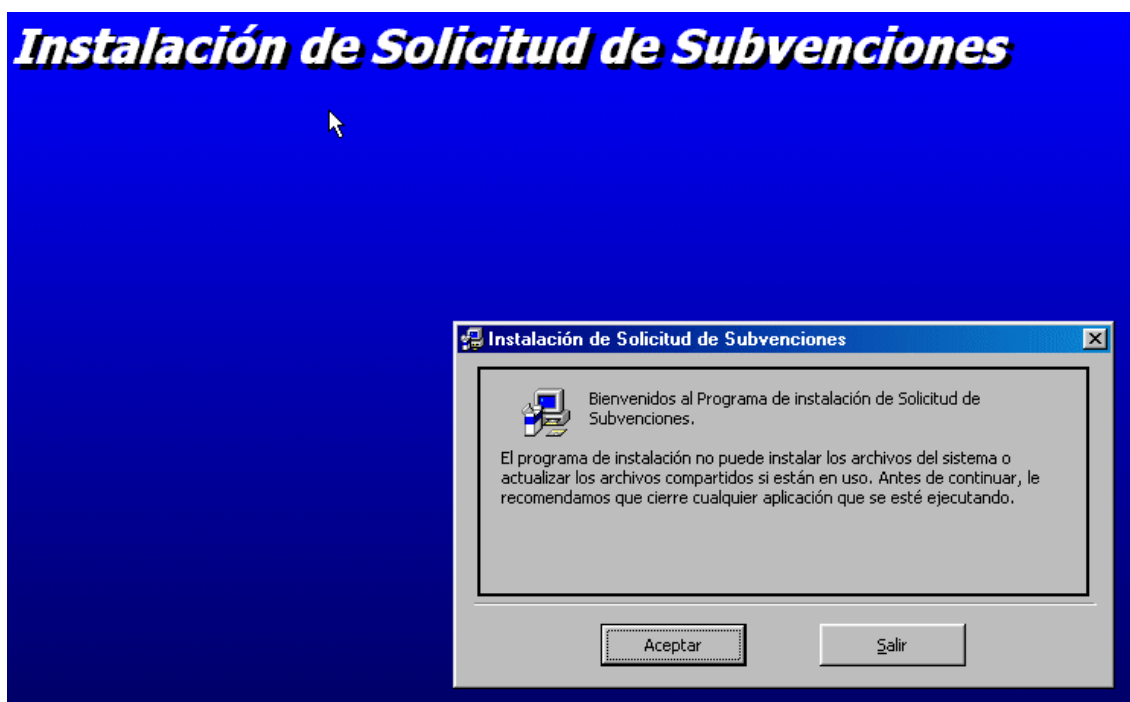 Instalación de Solicitud de Subvenciones
Instalación de Solicitud de Subvenciones
Bienvenidos al Programa de instalación de Solicitud de
Subvenciones.
El programa de instalación no puede instalar los archivos del sistema o
actualizar los archivos compartidos si están en uso. Antes de continuar, le
recomendamos que cierre cualquier aplicación que se esté ejecutando.
Aceptar
Salir